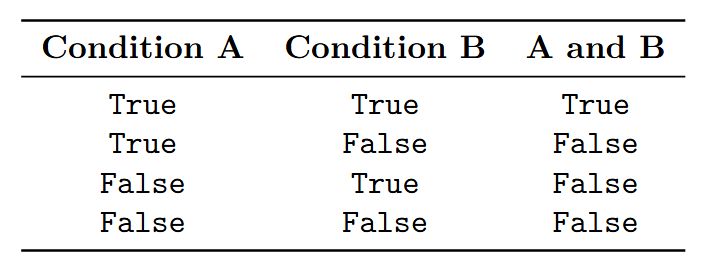 Condition A Condition B A and B
True True True
True False False
False True False
False False False